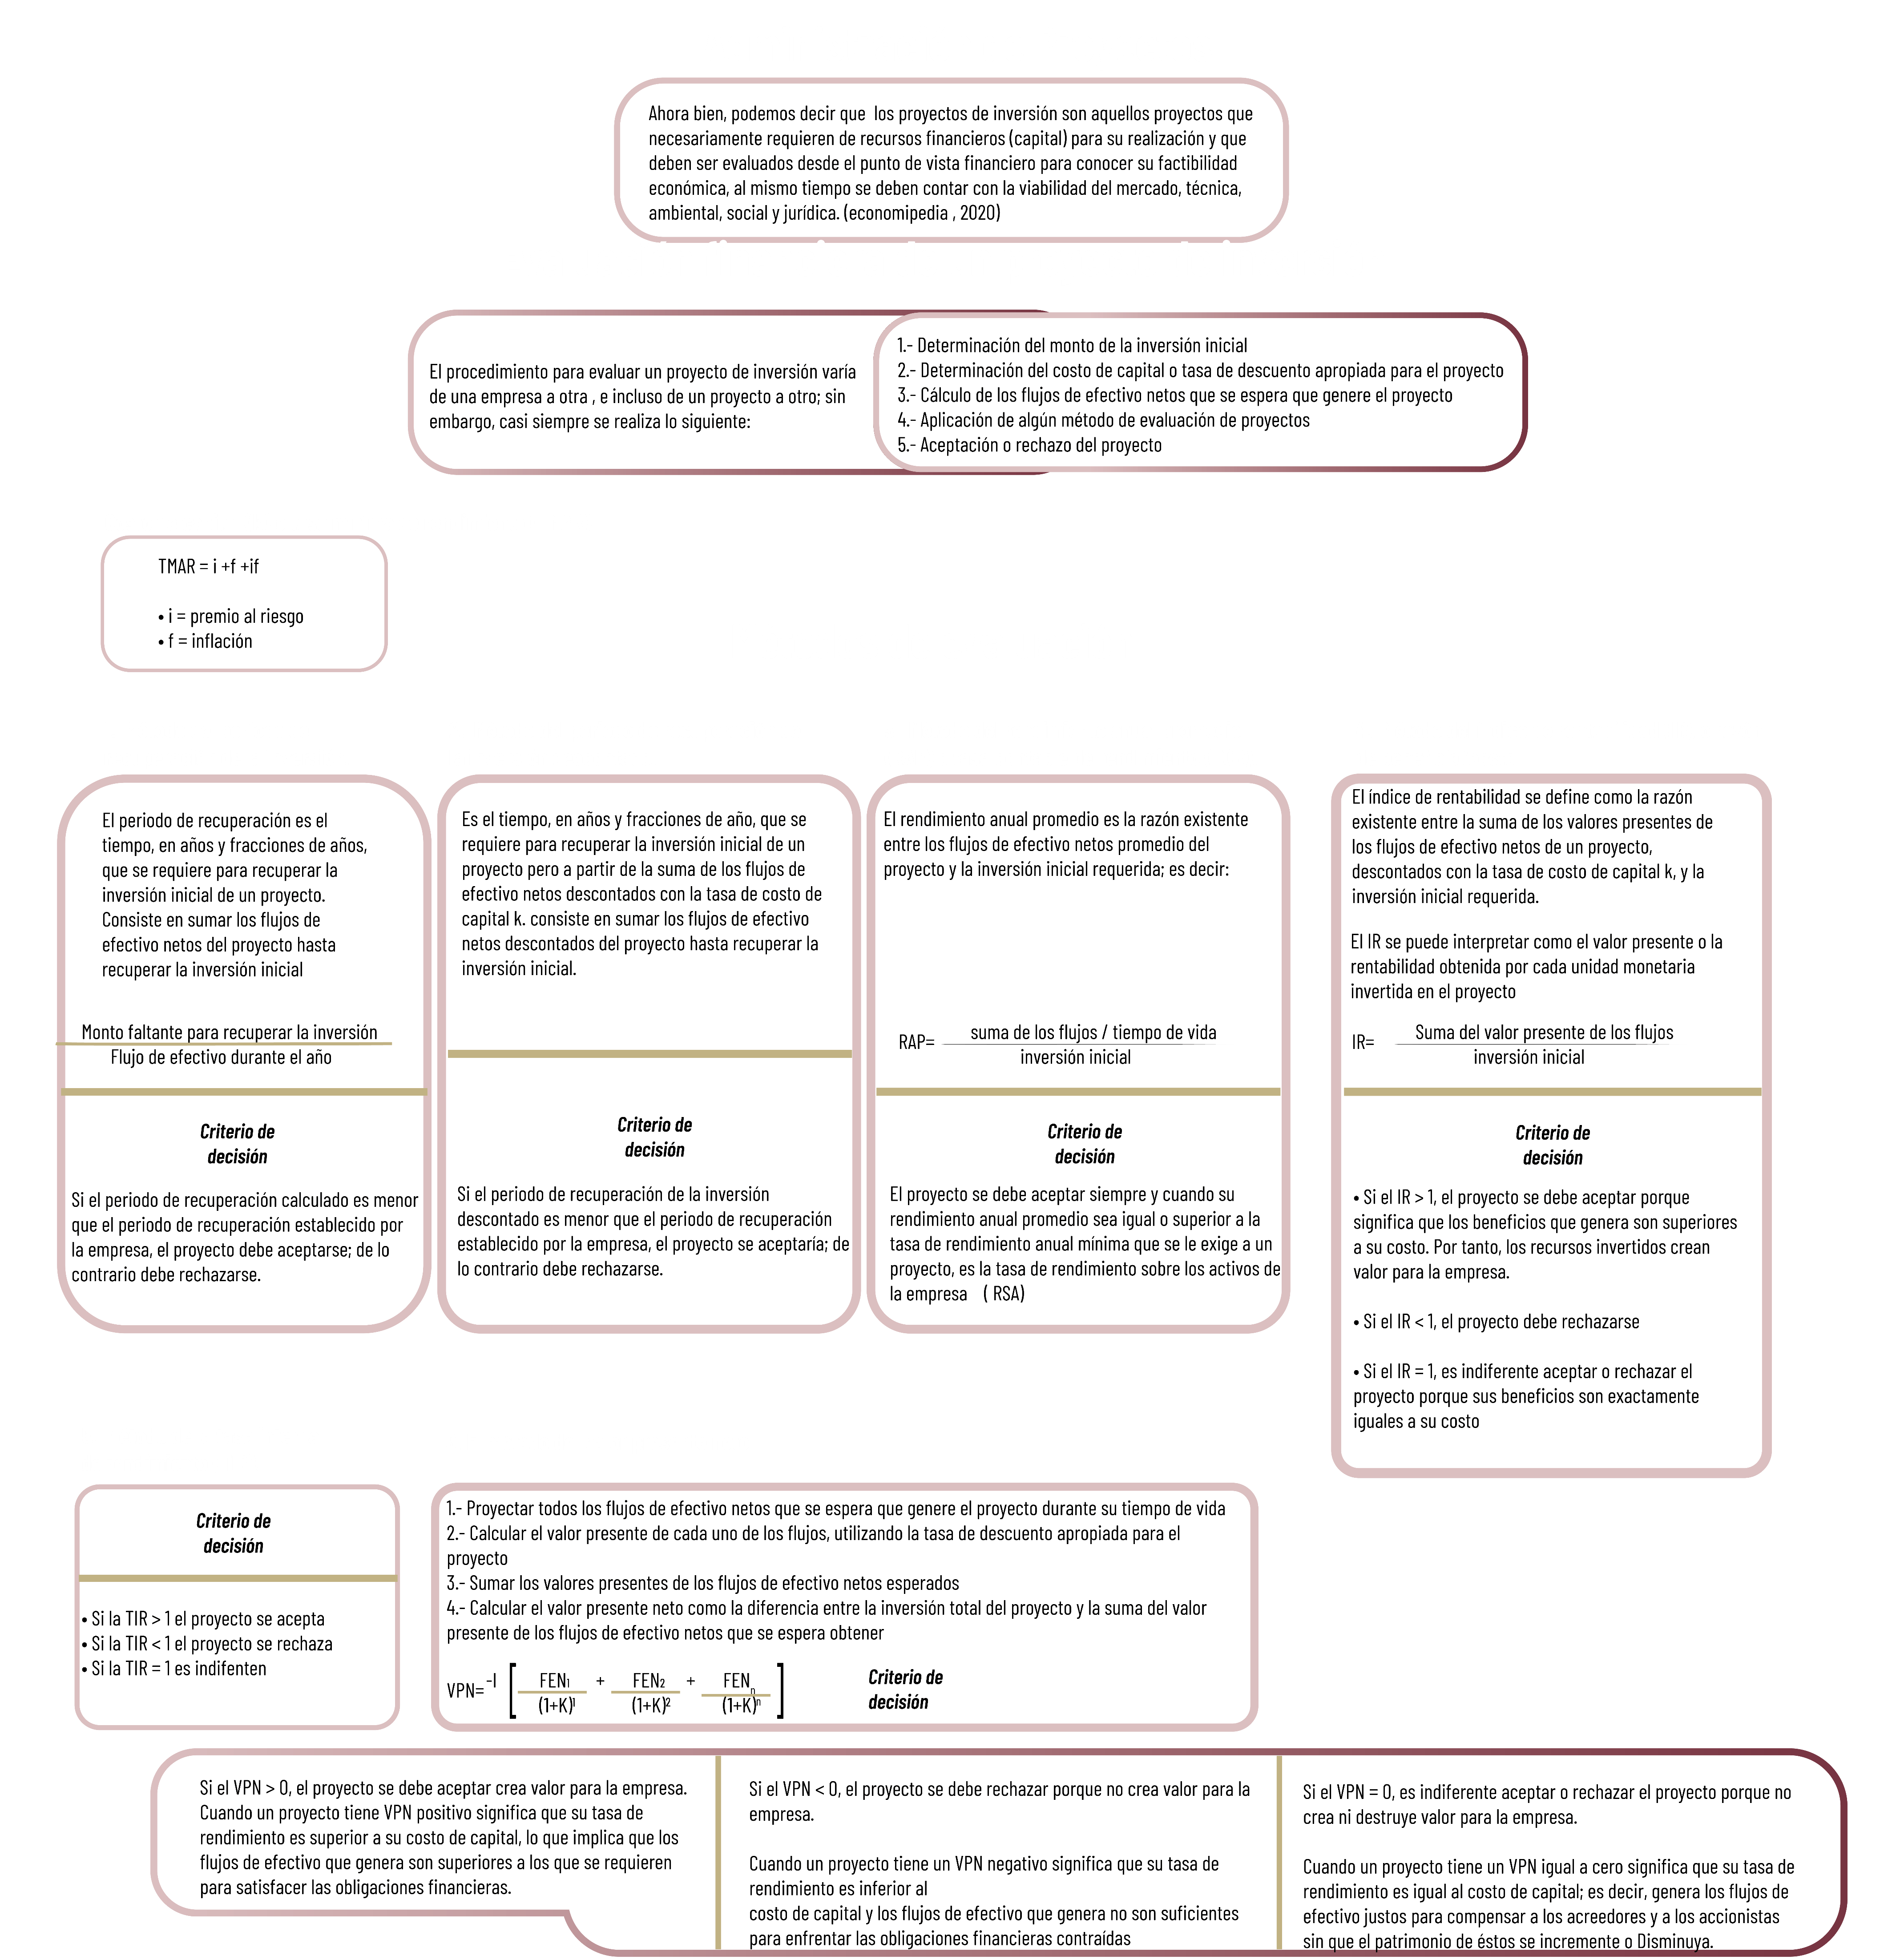 Ahora bien, podemos decir que  los proyectos de inversión son aquellos proyectos que
necesariamente requieren de recursos financieros (capital) para su realización y que
deben ser evaluados desde el punto de vista financiero para conocer su factibilidad
económica, al mismo tiempo se deben contar con la viabilidad del mercado, técnica,
ambiental, social y jurídica. (economipedia , 2020)
El procedimiento para evaluar un proyecto de inversión varía
de una empresa a otra , e incluso de un proyecto a otro; sin
embargo, casi siempre se realiza lo siguiente:
1.- Determinación del monto de la inversión inicial
2.- Determinación del costo de capital o tasa de descuento apropiada para el proyecto
3.- Cálculo de los flujos de efectivo netos que se espera que genere el proyecto
4.- Aplicación de algún método de evaluación de proyectos
5.- Aceptación o rechazo del proyecto
TMAR = i +f +if
• i = premio al riesgo
• f = inflación
El periodo de recuperación es el
tiempo, en años y fracciones de años,
que se requiere para recuperar la
inversión inicial de un proyecto.
Consiste en sumar los flujos de
efectivo netos del proyecto hasta
recuperar la inversión inicial
Monto faltante para recuperar la inversión
Flujo de efectivo durante el año
Criterio de
decisión
Si el periodo de recuperación calculado es menor
que el periodo de recuperación establecido por
la empresa, el proyecto debe aceptarse; de lo
contrario debe rechazarse.
Es el tiempo, en años y fracciones de año, que se
requiere para recuperar la inversión inicial de un
proyecto pero a partir de la suma de los flujos de
efectivo netos descontados con la tasa de costo de
capital k. consiste en sumar los flujos de efectivo
netos descontados del proyecto hasta recuperar la
inversión inicial.
Criterio de
decisión
Si el periodo de recuperación de la inversión
descontado es menor que el periodo de recuperación
establecido por la empresa, el proyecto se aceptaría; de
lo contrario debe rechazarse.
El rendimiento anual promedio es la razón existente
entre los flujos de efectivo netos promedio del
proyecto y la inversión inicial requerida; es decir:
RAP= suma de los flujos / tiempo de vida
inversión inicial
Criterio de
decisión
El proyecto se debe aceptar siempre y cuando su
rendimiento anual promedio sea igual o superior a la
tasa de rendimiento anual mínima que se le exige a un
proyecto, es la tasa de rendimiento sobre los activos de
la empresa   ( RSA)
El índice de rentabilidad se define como la razón
existente entre la suma de los valores presentes de
los flujos de efectivo netos de un proyecto,
descontados con la tasa de costo de capital k, y la
inversión inicial requerida.
El IR se puede interpretar como el valor presente o la
rentabilidad obtenida por cada unidad monetaria
invertida en el proyecto
IR= Suma del valor presente de los flujos
inversión inicial
Criterio de
decisión
• Si el IR > 1, el proyecto se debe aceptar porque
significa que los beneficios que genera son superiores
a su costo. Por tanto, los recursos invertidos crean
valor para la empresa.
• Si el IR < 1, el proyecto debe rechazarse
• Si el IR = 1, es indiferente aceptar o rechazar el
proyecto porque sus beneficios son exactamente
iguales a su costo
Criterio de
decisión
• Si la TIR > 1 el proyecto se acepta
• Si la TIR < 1 el proyecto se rechaza
• Si la TIR = 1 es indifenten
1.- Proyectar todos los flujos de efectivo netos que se espera que genere el proyecto durante su tiempo de vida
2.- Calcular el valor presente de cada uno de los flujos, utilizando la tasa de descuento apropiada para el
proyecto
3.- Sumar los valores presentes de los flujos de efectivo netos esperados
4.- Calcular el valor presente neto como la diferencia entre la inversión total del proyecto y la suma del valor
presente de los flujos de efectivo netos que se espera obtener
VPN= -I [ FEN₁ + FEN₂ + FENₙ ]
(1+K)¹ (1+K)² (1+K)ⁿ
Criterio de
decisión
Si el VPN > 0, el proyecto se debe aceptar crea valor para la empresa.
Cuando un proyecto tiene VPN positivo significa que su tasa de
rendimiento es superior a su costo de capital, lo que implica que los
flujos de efectivo que genera son superiores a los que se requieren
para satisfacer las obligaciones financieras.
Si el VPN < 0, el proyecto se debe rechazar porque no crea valor para la
empresa.
Cuando un proyecto tiene un VPN negativo significa que su tasa de
rendimiento es inferior al
costo de capital y los flujos de efectivo que genera no son suficientes
para enfrentar las obligaciones financieras contraídas
Si el VPN = 0, es indiferente aceptar o rechazar el proyecto porque no
crea ni destruye valor para la empresa.
Cuando un proyecto tiene un VPN igual a cero significa que su tasa de
rendimiento es igual al costo de capital; es decir, genera los flujos de
efectivo justos para compensar a los acreedores y a los accionistas
sin que el patrimonio de éstos se incremente o Disminuya.